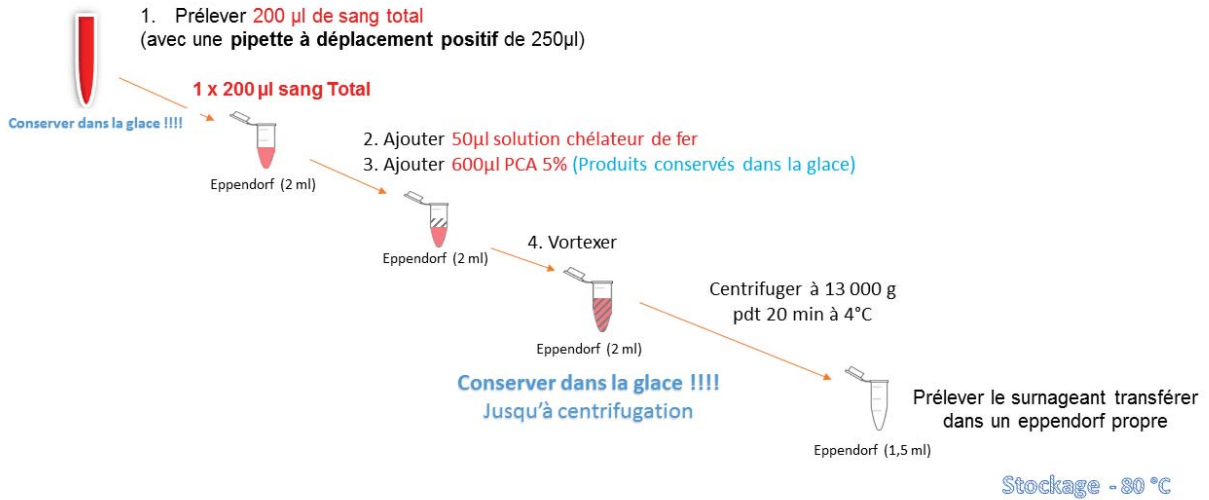 1. Prélever 200 µl de sang total
(avec une pipette à déplacement positif de 250µl)
1 x 200 µl sang Total
Conserver dans la glace !!!!
Eppendorf (2 ml)
2. Ajouter 50µl solution chélateur de fer
3. Ajouter 600µl PCA 5% (Produits conservés dans la glace)
Eppendorf (2 ml)
4. Vortexer
Eppendorf (2 ml)
Conserver dans la glace !!!!
Jusqu'à centrifugation
Centrifuger à 13 000 g
pdt 20 min à 4°C
Eppendorf (1,5 ml)
Prélever le surnageant transférer
dans un eppendorf propre
Stockage - 80 °C